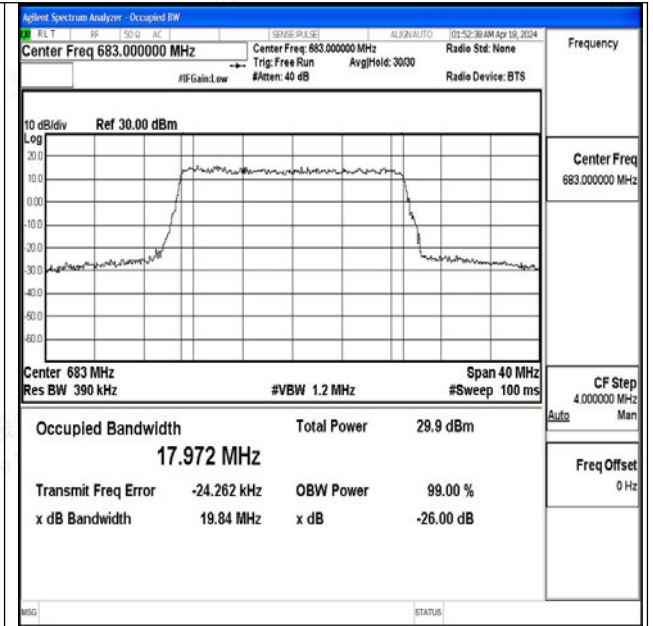 Agilent Spectrum Analyzer - Occupied BW
RL T RF 50 Ω AC SENSE:PULSE ALIGN AUTO 01:52:38 AM Apr 18, 2024
Center Freq 683.000000 MHz
Center Freq: 683.000000 MHz Radio Std: None
Trig: Free Run Avg|Hold: 30/30
#IFGain:Low #Atten: 40 dB Radio Device: BTS
Frequency
10 dB/div Ref 30.00 dBm
Log
20.0
10.0
0.00
-10.0
-20.0
-30.0
-40.0
-50.0
-60.0
Center 683 MHz Span 40 MHz
Res BW 390 kHz #VBW 1.2 MHz #Sweep 100 ms
Occupied Bandwidth Total Power 29.9 dBm
17.972 MHz
Transmit Freq Error -24.262 kHz OBW Power 99.00 %
x dB Bandwidth 19.84 MHz x dB -26.00 dB
Center Freq
683.000000 MHz
CF Step
4.000000 MHz
Auto Man
Freq Offset
0 Hz
MSG STATUS